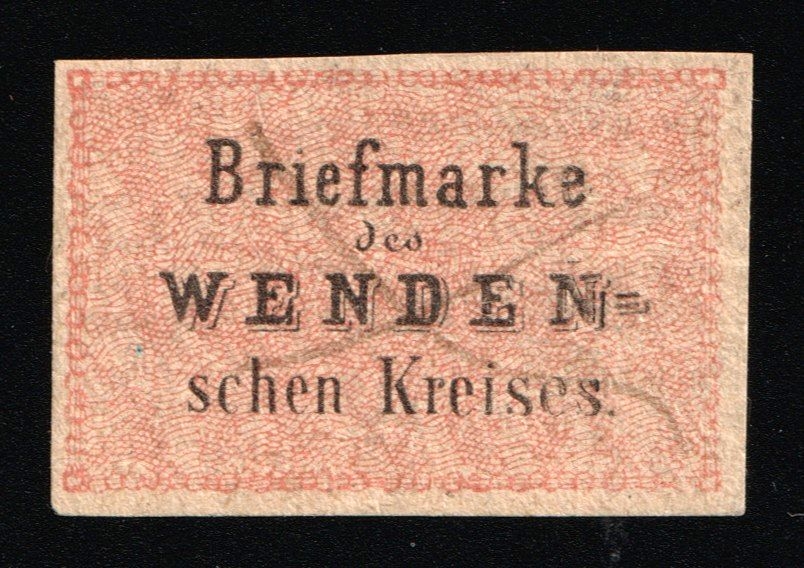 Briefmarke
des
WENDEN=
schen Kreises.